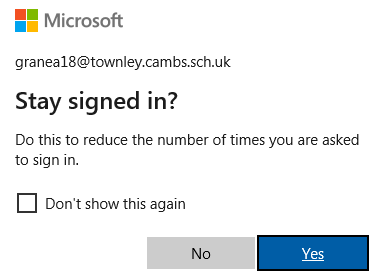 Microsoft
granea18@townley.cambs.sch.uk
Stay signed in?
Do this to reduce the number of times you are asked
to sign in.
Don't show this again
No
Yes